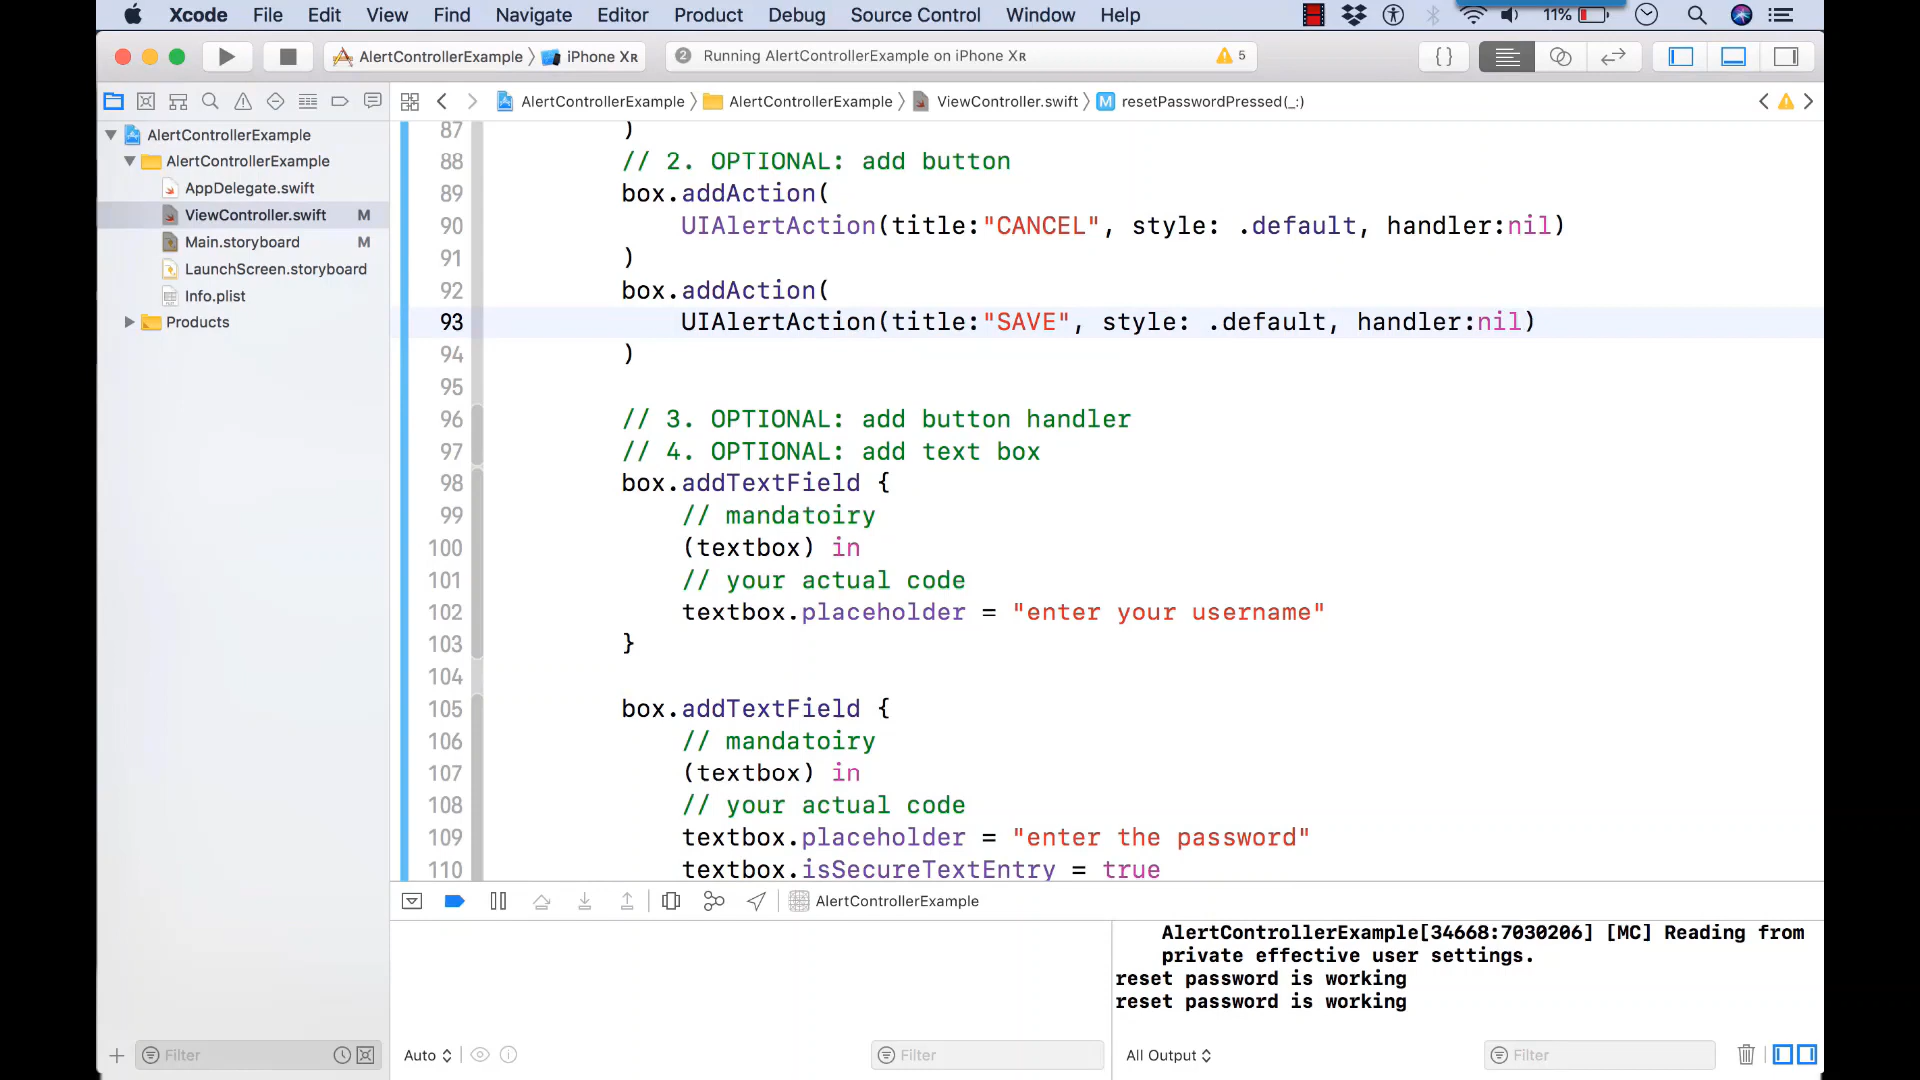 Xcode File Edit View Find Navigate Editor Product Debug Source Control Window Help 11%
AlertControllerExample iPhone XR 2 Running AlertControllerExample on iPhone XR 5
AlertControllerExample AlertControllerExample ViewController.swift M resetPasswordPressed(_:)
AlertControllerExample
AlertControllerExample
AppDelegate.swift
ViewController.swift M
Main.storyboard M
LaunchScreen.storyboard
Info.plist
Products
87 )
88 // 2. OPTIONAL: add button
89 box.addAction(
90 UIAlertAction(title:"CANCEL", style: .default, handler:nil)
91 )
92 box.addAction(
93 UIAlertAction(title:"SAVE", style: .default, handler:nil)
94 )
95
96 // 3. OPTIONAL: add button handler
97 // 4. OPTIONAL: add text box
98 box.addTextField {
99 // mandatoiry
100 (textbox) in
101 // your actual code
102 textbox.placeholder = "enter your username"
103 }
104
105 box.addTextField {
106 // mandatoiry
107 (textbox) in
108 // your actual code
109 textbox.placeholder = "enter the password"
110 textbox.isSecureTextEntry = true
AlertControllerExample
AlertControllerExample[34668:7030206] [MC] Reading from
private effective user settings.
reset password is working
reset password is working
Filter Auto Filter All Output Filter